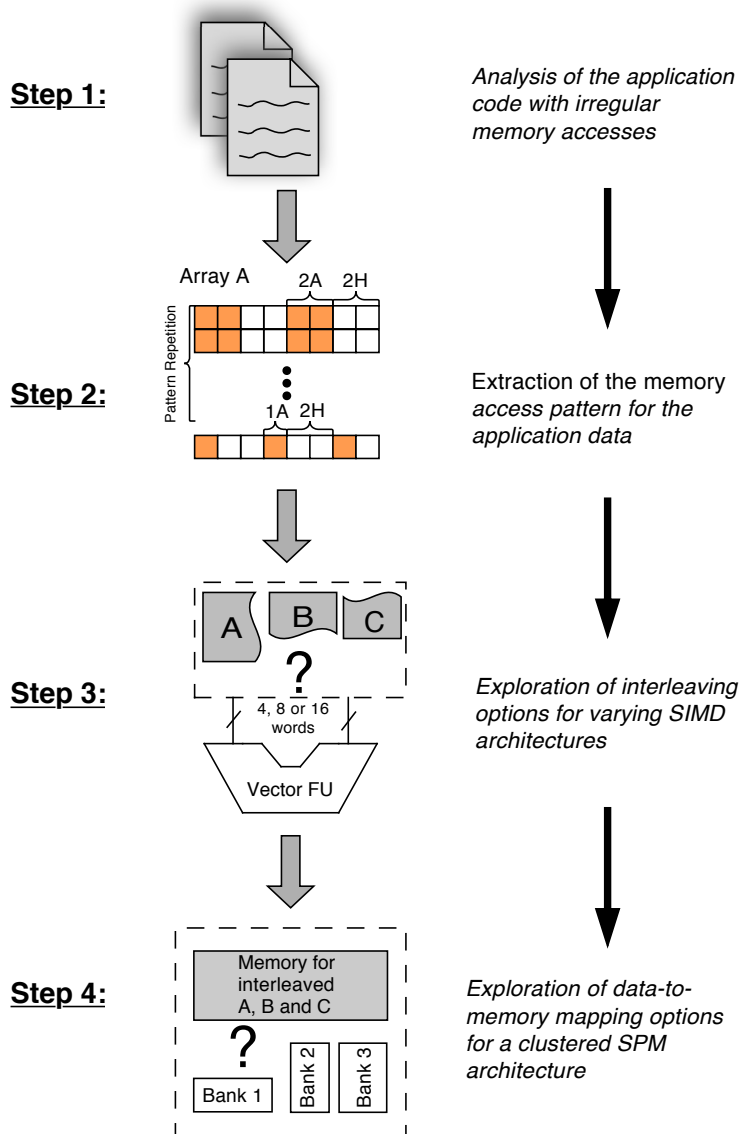 Step 1:
Analysis of the application
code with irregular
memory accesses
Array A
2A 2H
Pattern Repetition
Step 2:
1A 2H
Extraction of the memory
access pattern for the
application data
A B C
?
Step 3:
4, 8 or 16
words
Vector FU
Exploration of interleaving
options for varying SIMD
architectures
Step 4:
Memory for
interleaved
A, B and C
?
Bank 1
Bank 2
Bank 3
Exploration of data-to-
memory mapping options
for a clustered SPM
architecture